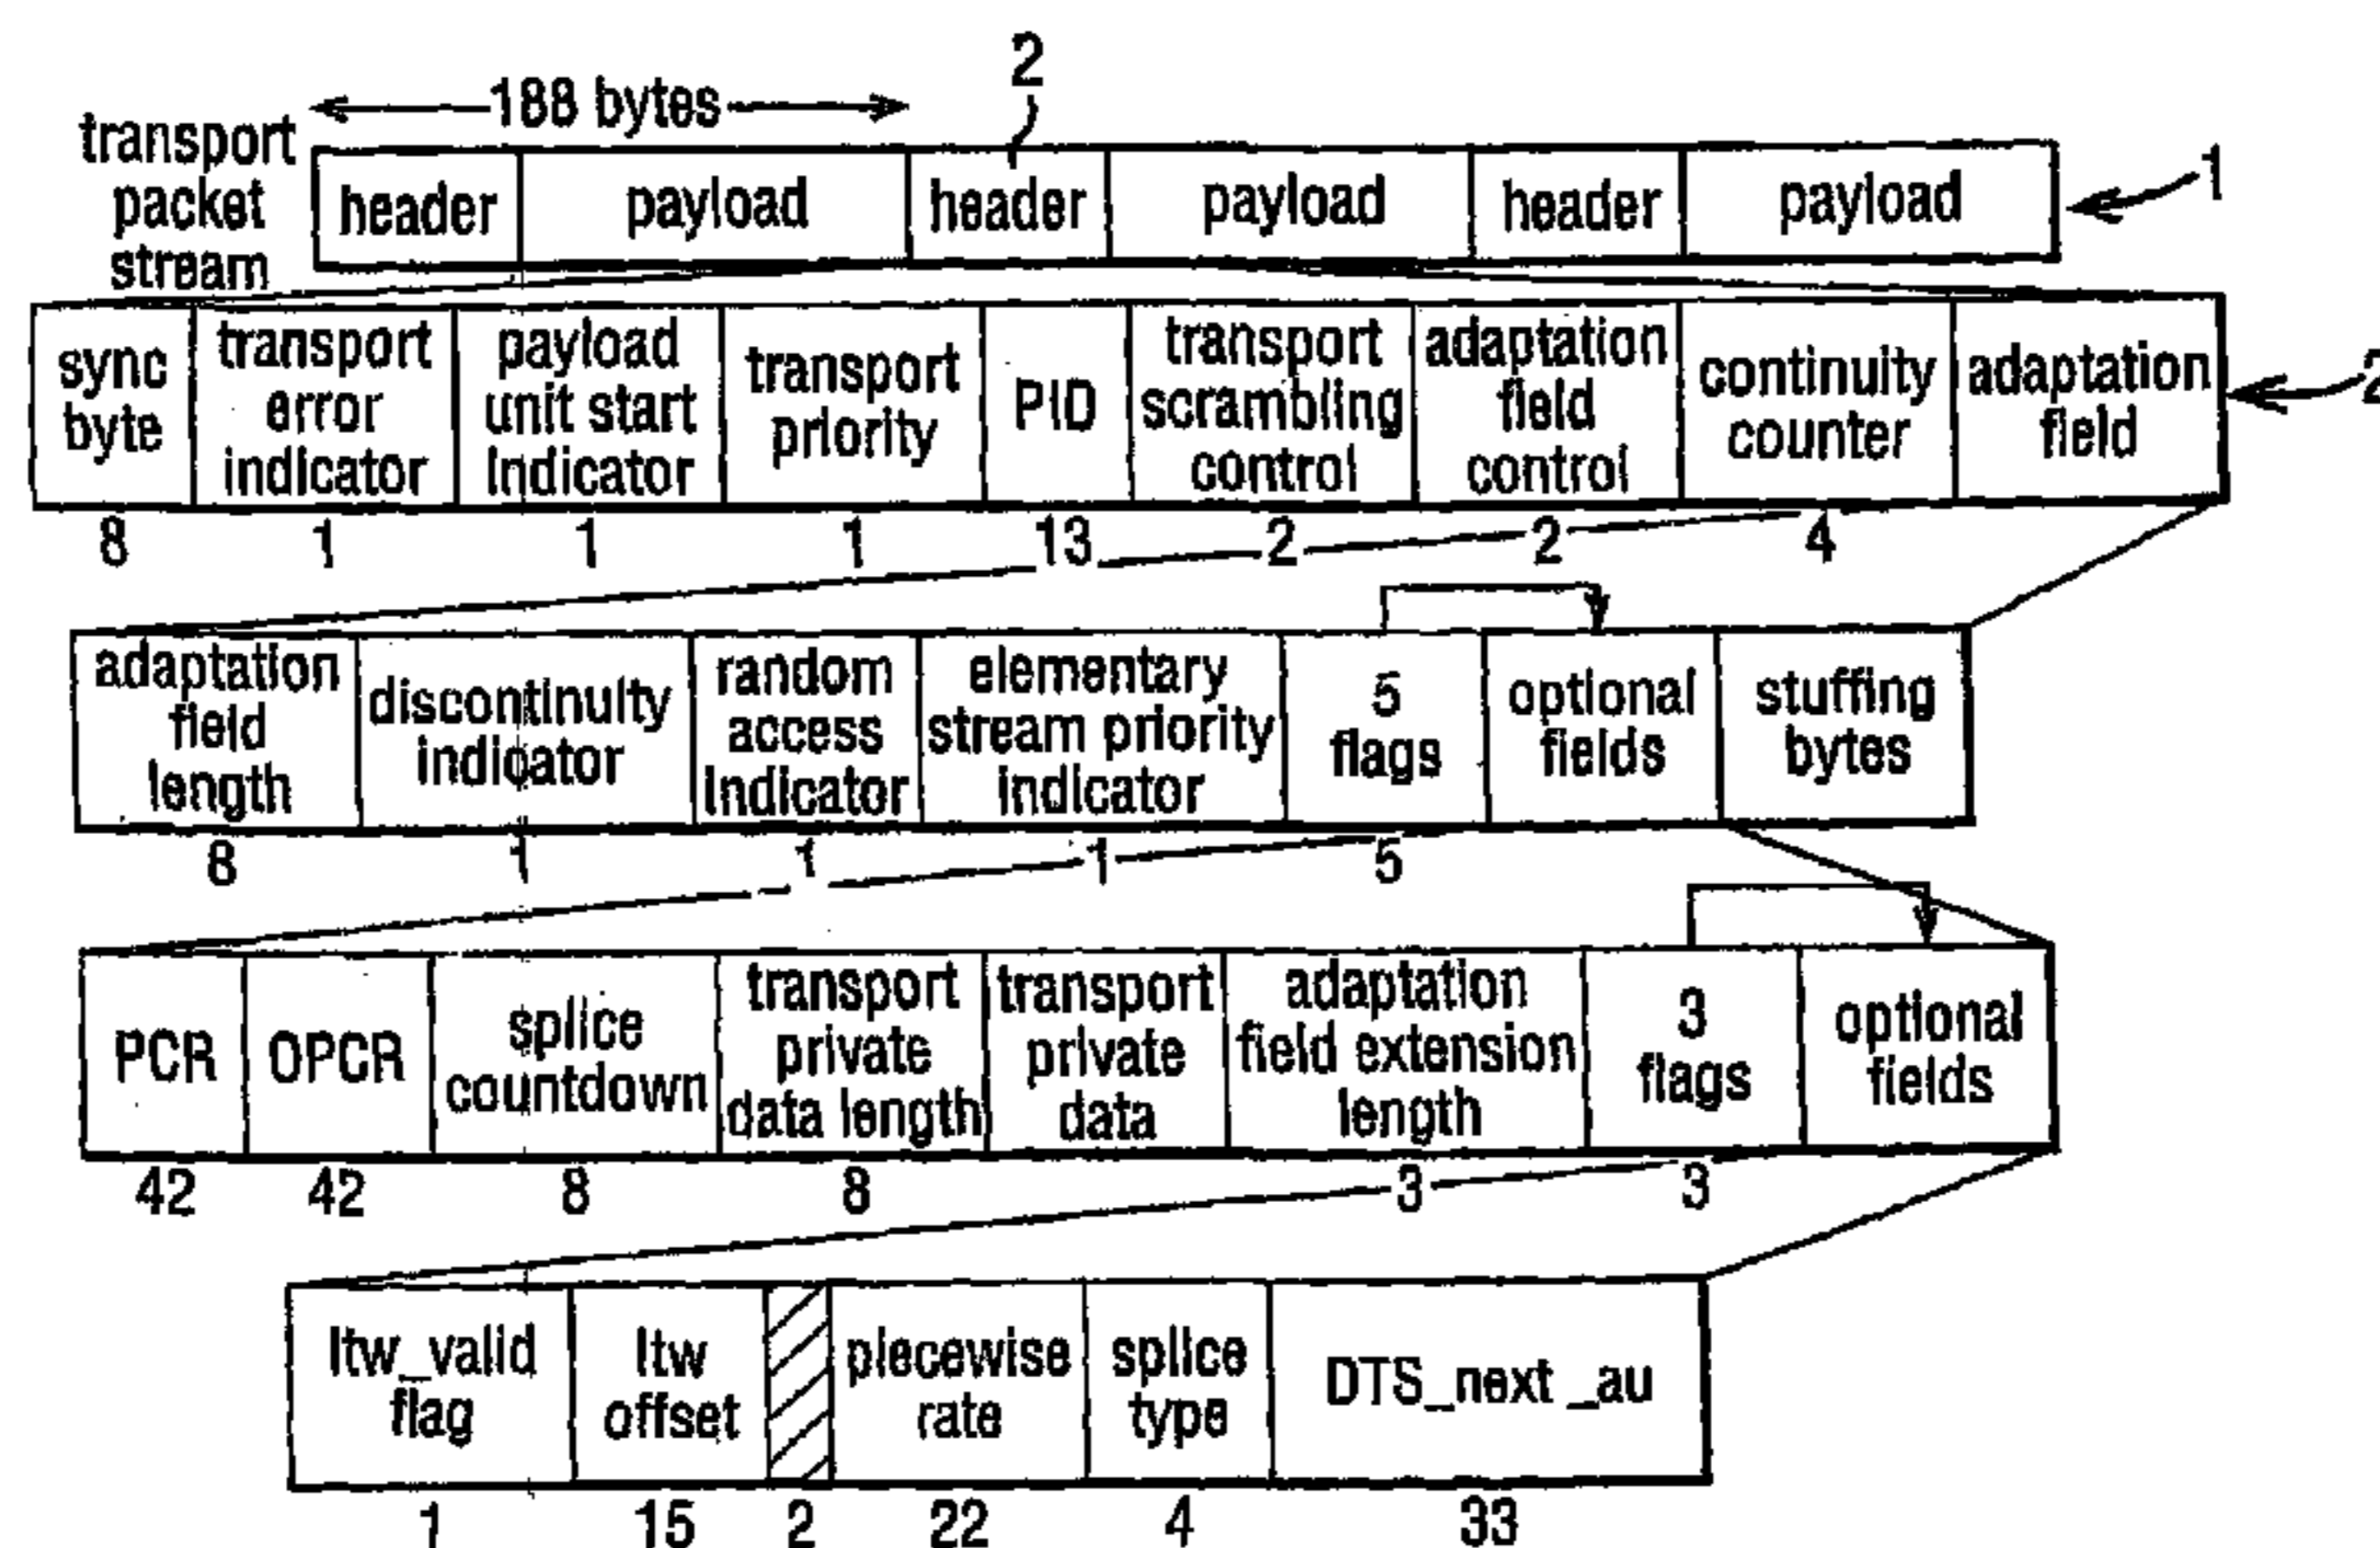 2
188 bytes
transport
packet
stream
header payload header payload header payload
1
sync
byte
transport
error
indicator
payload
unit start
indicator
transport
priority
PID
transport
scrambling
control
adaptation
field
control
continuity
counter
adaptation
field
2
8 1 1 1 13 2 2 4
adaptation
field
length
discontinuity
indicator
random
access
indicator
elementary
stream priority
indicator
5
flags
optional
fields
stuffing
bytes
8 1 1 1 5
PCR
OPCR
splice
countdown
transport
private
data length
transport
private
data
adaptation
field extension
length
3
flags
optional
fields
42 42 8 8 3 3
ltw_valid
flag
ltw
offset
piecewise
rate
splice
type
DTS_next _au
1 15 2 22 4 33